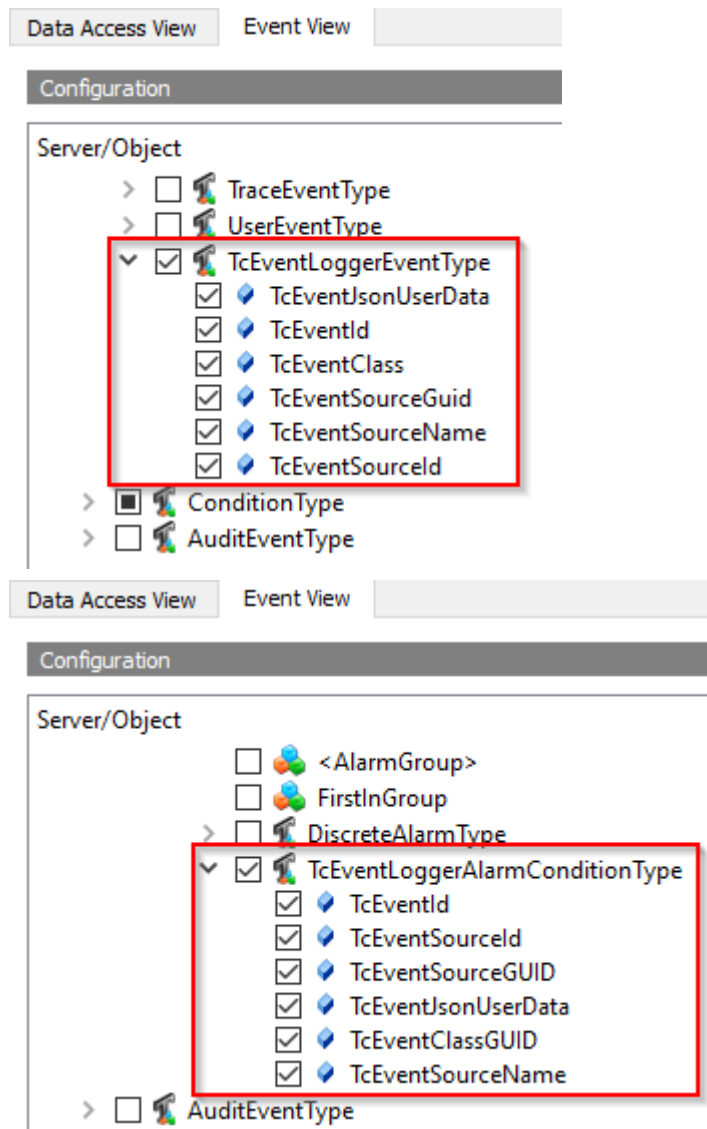 Data Access View Event View
Configuration
Server/Object
TraceEventType
UserEventType
TcEventLoggerEventType
TcEventJsonUserData
TcEventId
TcEventClass
TcEventSourceGuid
TcEventSourceName
TcEventSourceId
ConditionType
AuditEventType
Data Access View Event View
Configuration
Server/Object
<AlarmGroup>
FirstInGroup
DiscreteAlarmType
TcEventLoggerAlarmConditionType
TcEventId
TcEventSourceId
TcEventSourceGUID
TcEventJsonUserData
TcEventClassGUID
TcEventSourceName
AuditEventType